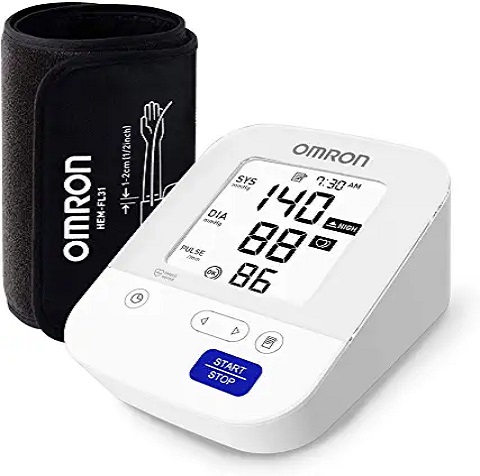 OMRON
HEM-FL31
1-2cm(1/2inch)
OMRON
7:30 AM
SYS
mmHg
140
HIGH
DIA
mmHg
88
PULSE
/min
OK
86
START
STOP